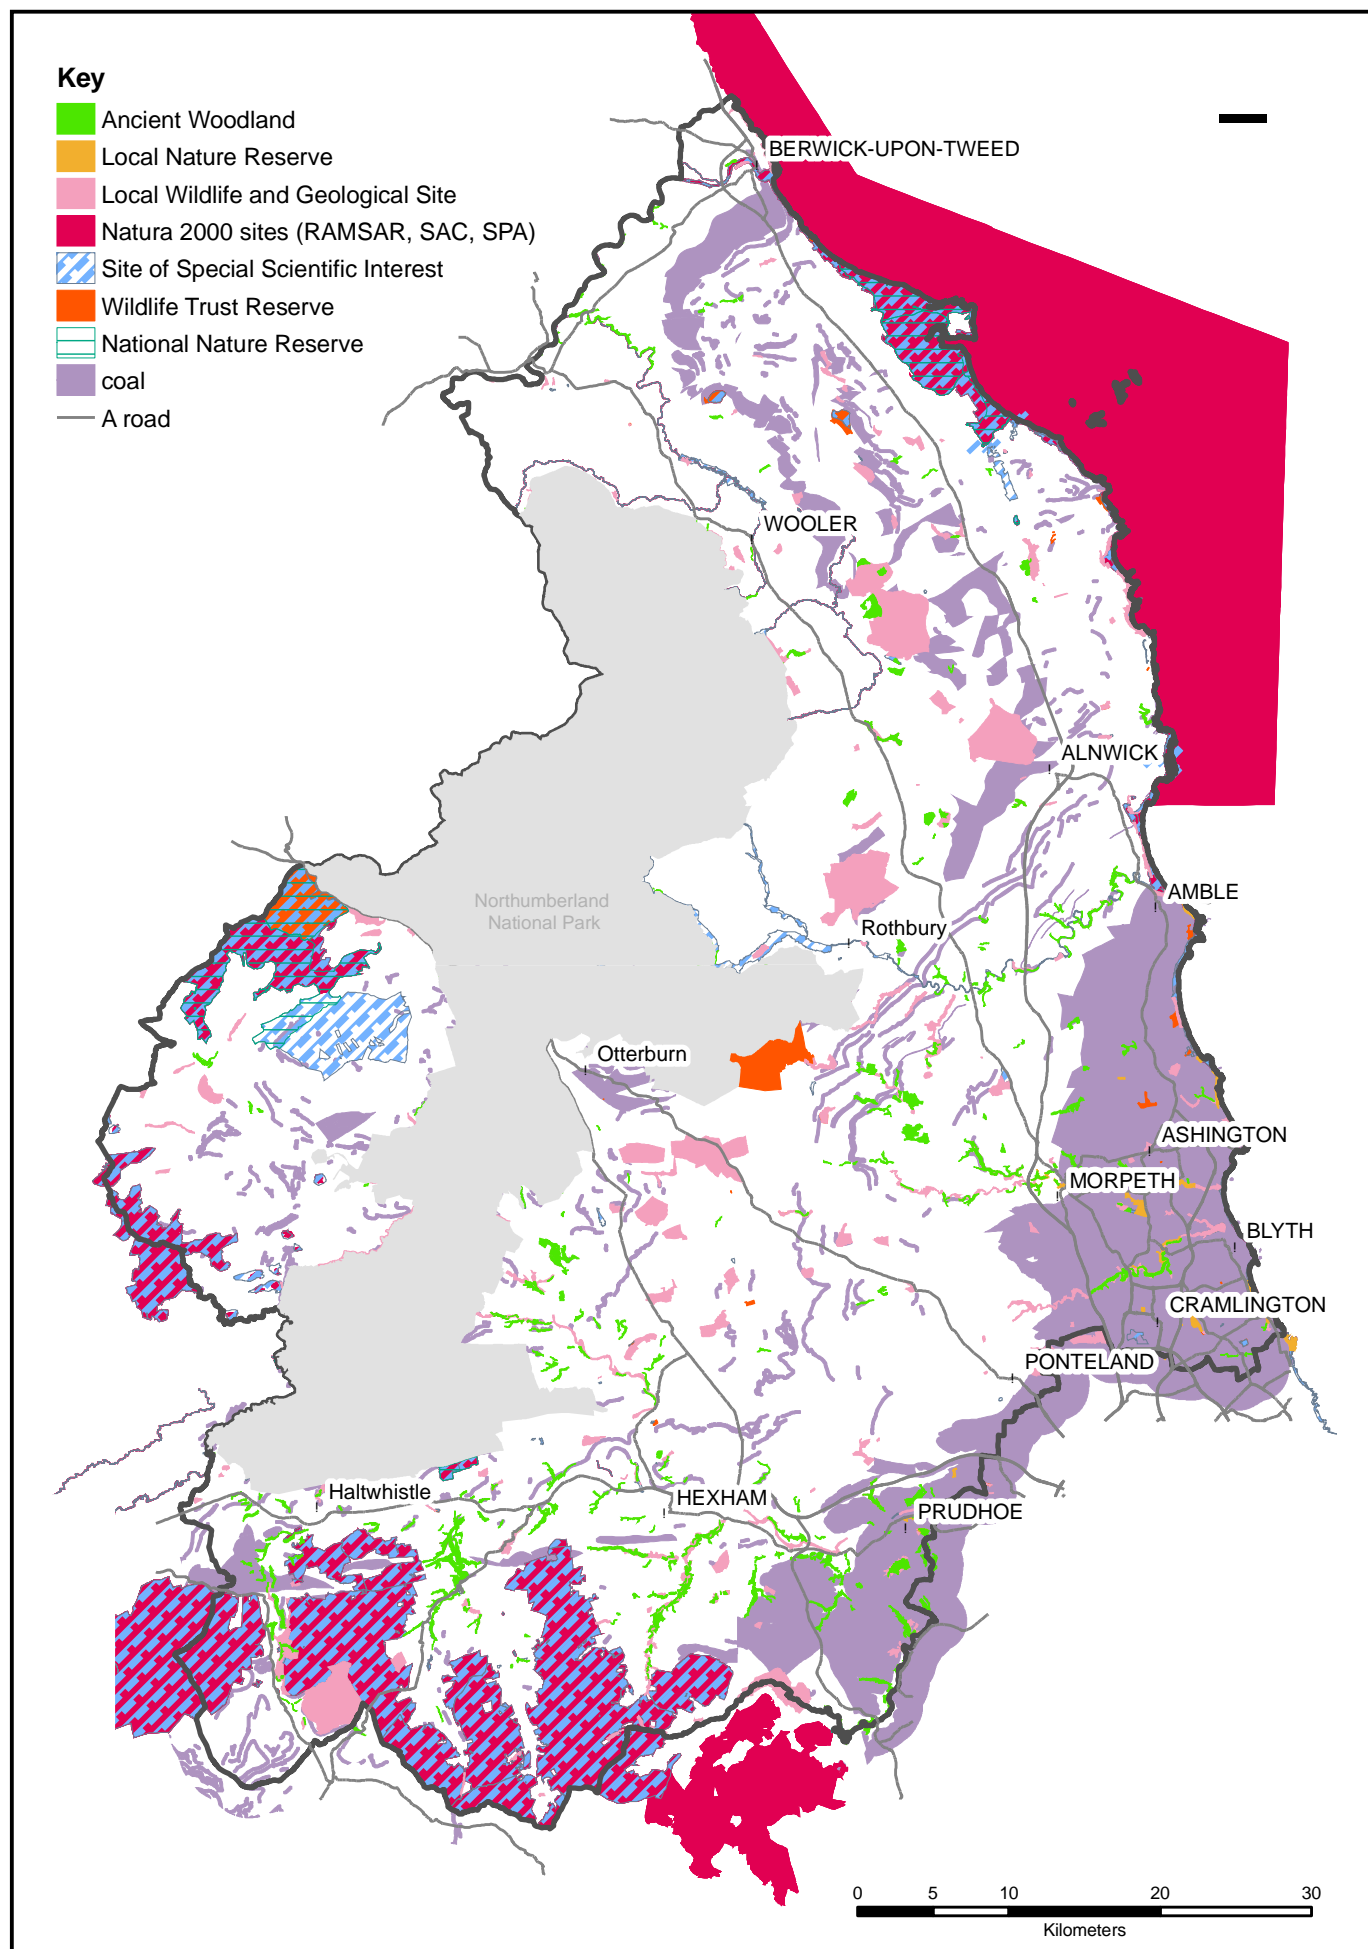 Key
Ancient Woodland
Local Nature Reserve
Local Wildlife and Geological Site
Natura 2000 sites (RAMSAR, SAC, SPA)
Site of Special Scientific Interest
Wildlife Trust Reserve
National Nature Reserve
coal
A road
BERWICK-UPON-TWEED
WOOLER
ALNWICK
Northumberland
National Park
AMBLE
Rothbury
Otterburn
ASHINGTON
MORPETH
BLYTH
CRAMLINGTON
PONTELAND
Haltwhistle
HEXHAM
PRUDHOE
0 5 10 20 30
Kilometers